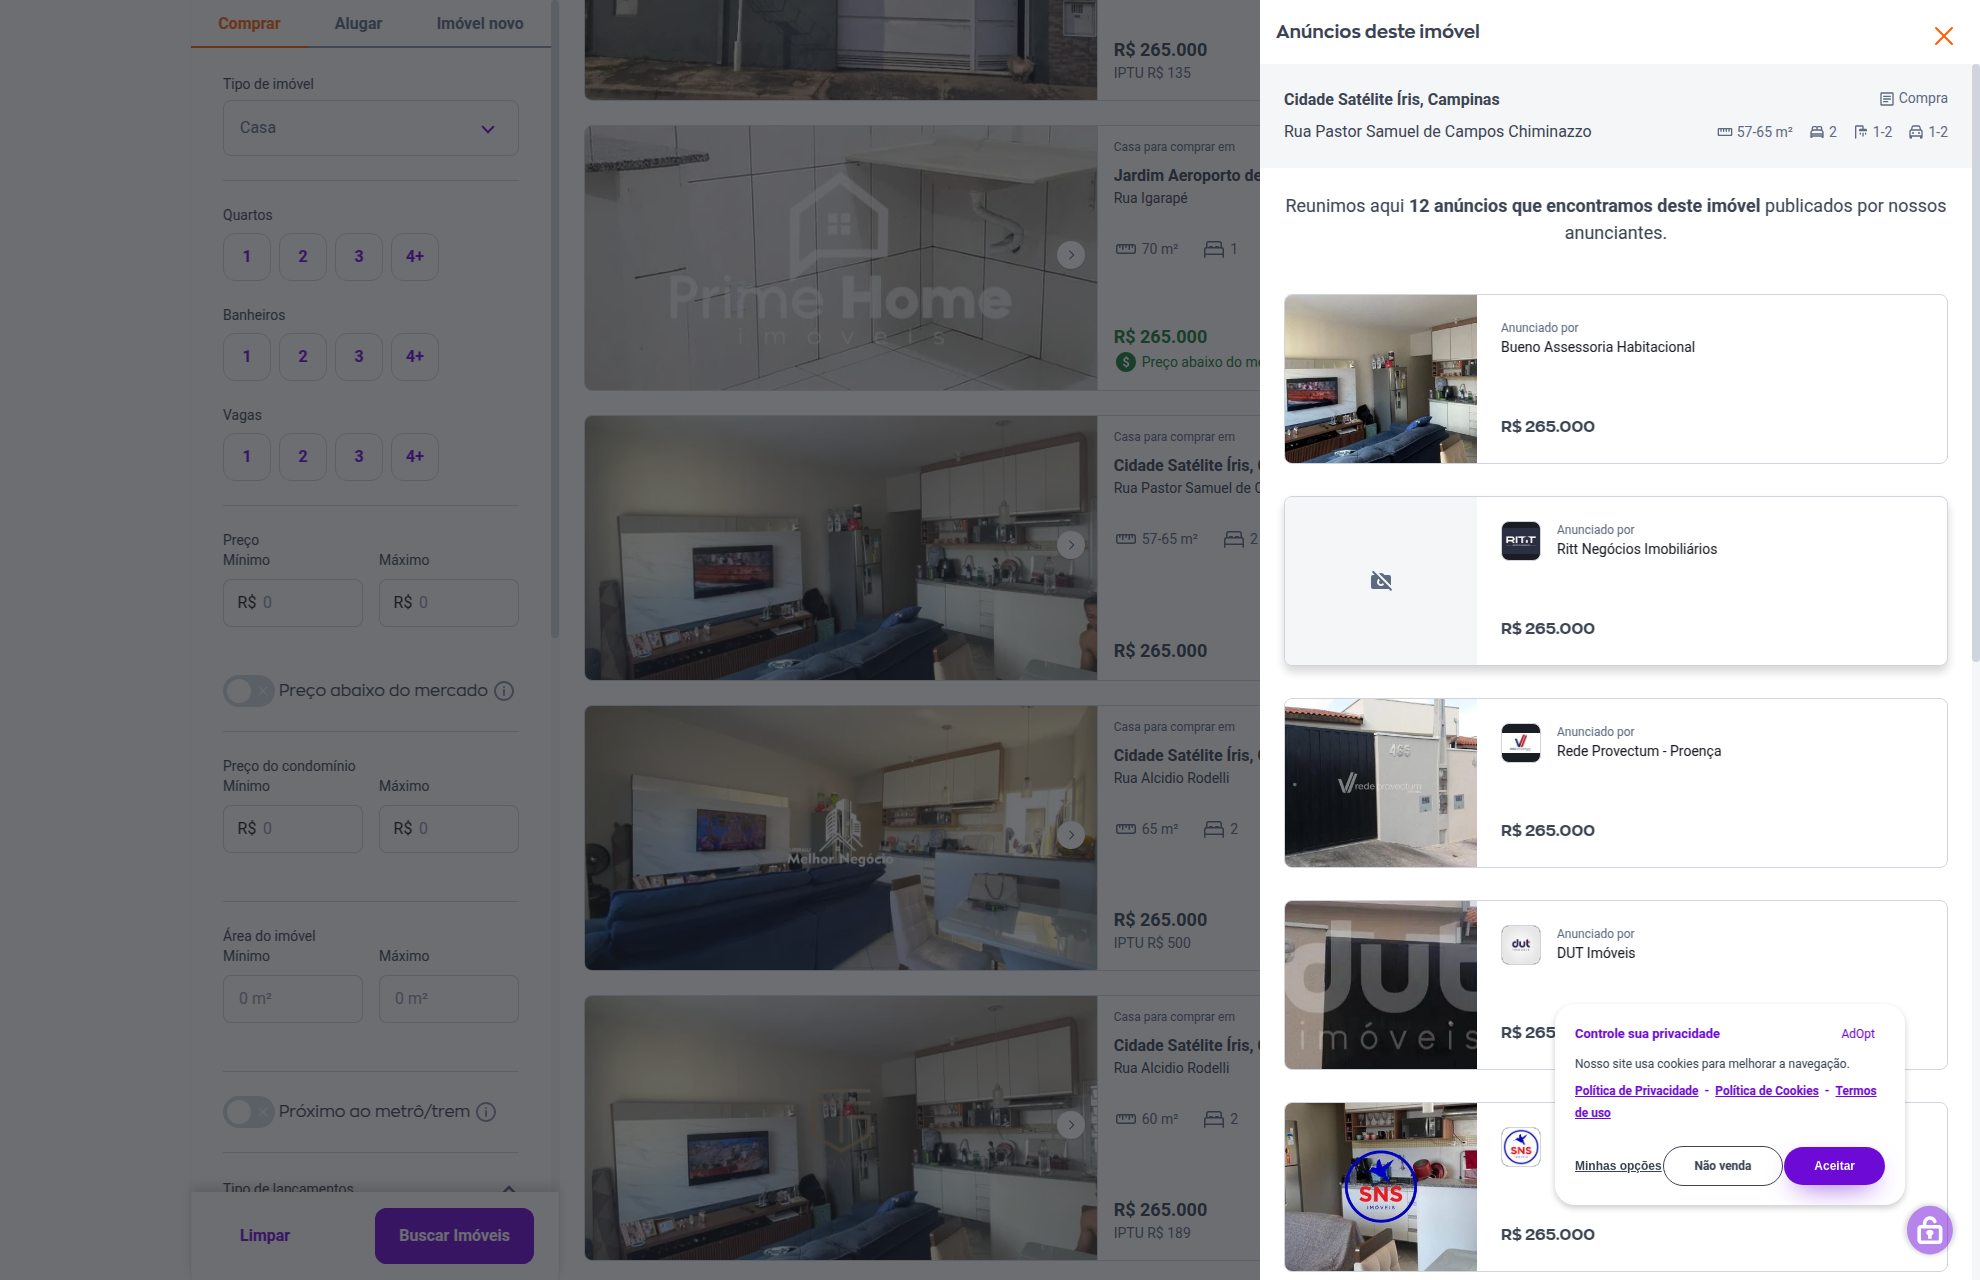 Comprar
Alugar
Imóvel novo
Tipo de imóvel
Casa
Quartos
1
2
3
4+
Banheiros
1
2
3
4+
Vagas
1
2
3
4+
Preço
Mínimo
Máximo
R$ 0
R$ 0
Preço abaixo do mercado
Preço do condomínio
Mínimo
Máximo
R$ 0
R$ 0
Área do imóvel
Mínimo
Máximo
0 m²
0 m²
Próximo ao metrô/trem
Tipo de lançamentos
Limpar
Buscar Imóveis
R$ 265.000
IPTU R$ 135
Prime Home
imóveis
Casa para comprar em
Jardim Aeroporto de
Rua Igarapé
70 m²
1
R$ 265.000
Preço abaixo do me
Casa para comprar em
Cidade Satélite Íris,
Rua Pastor Samuel de
57-65 m²
2
R$ 265.000
Melhor Negócio
Casa para comprar em
Cidade Satélite Íris,
Rua Alcidio Rodelli
65 m²
2
R$ 265.000
IPTU R$ 500
Casa para comprar em
Cidade Satélite Íris,
Rua Alcidio Rodelli
60 m²
2
R$ 265.000
IPTU R$ 189
Anúncios deste imóvel
Cidade Satélite Íris, Campinas
Compra
Rua Pastor Samuel de Campos Chiminazzo
57-65 m²
2
1-2
1-2
Reunimos aqui 12 anúncios que encontramos deste imóvel publicados por nossos
anunciantes.
Anunciado por
Bueno Assessoria Habitacional
R$ 265.000
RITT
Anunciado por
Ritt Negócios Imobiliários
R$ 265.000
465
rede provectum
Anunciado por
Rede Provectum - Proença
R$ 265.000
dut
imóveis
dut
Anunciado por
DUT Imóveis
R$ 265
SNS
IMÓVEIS
SNS
R$ 265.000
Controle sua privacidade
AdOpt
Nosso site usa cookies para melhorar a navegação.
Política de Privacidade - Política de Cookies - Termos
de uso
Minhas opções
Não venda
Aceitar